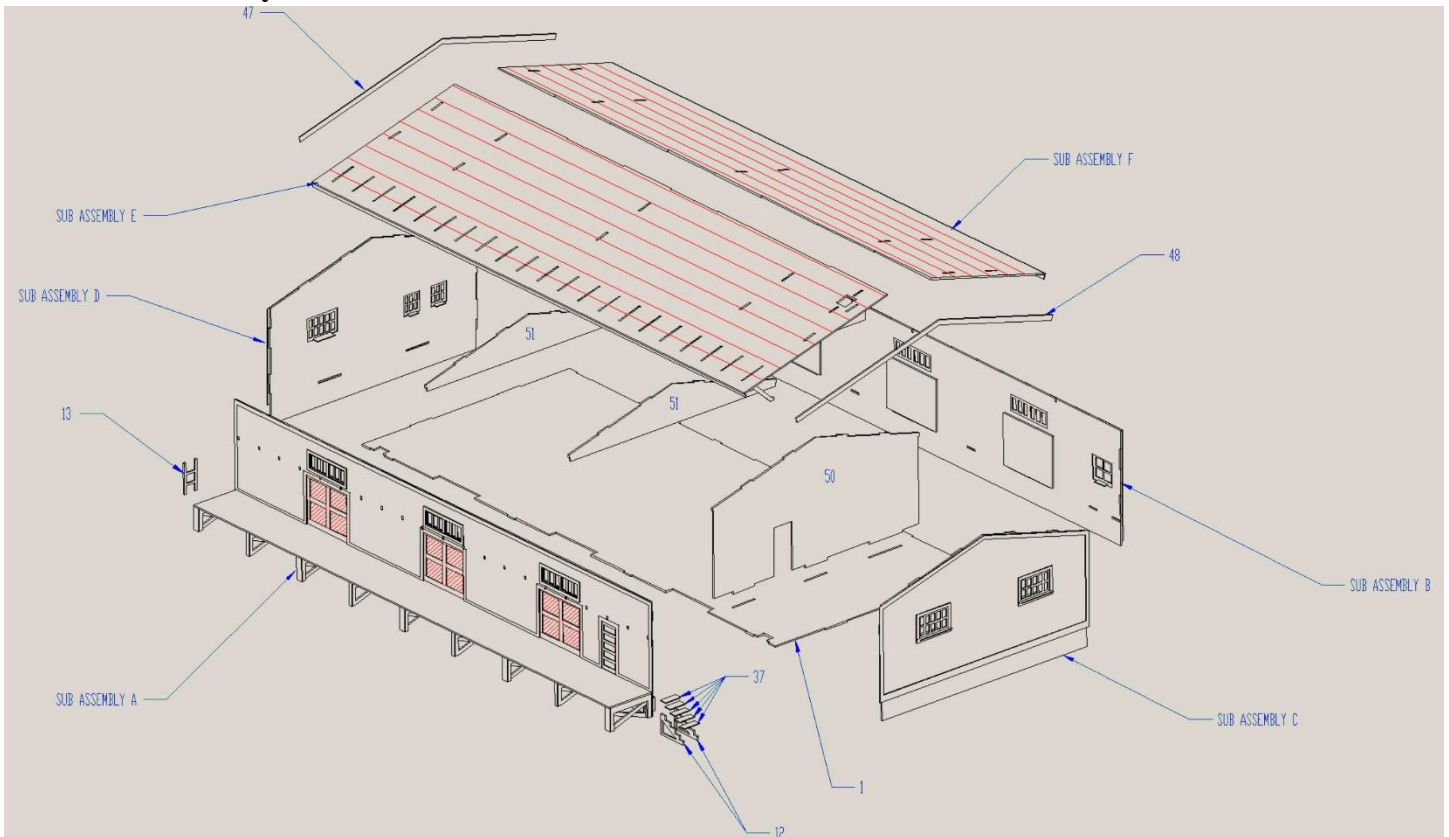 47
SUB ASSEMBLY F
SUB ASSEMBLY E
48
SUB ASSEMBLY D
51
51
13
50
SUB ASSEMBLY B
37
SUB ASSEMBLY A
SUB ASSEMBLY C
1
12